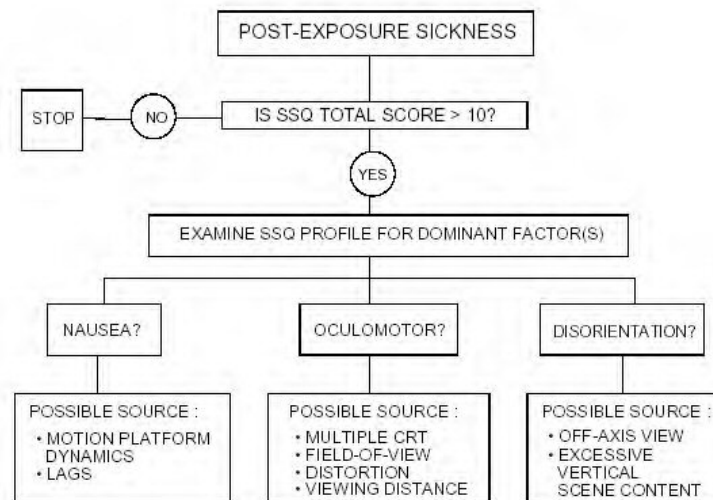 POST-EXPOSURE SICKNESS
IS SSQ TOTAL SCORE > 10?
NO
STOP
YES
EXAMINE SSQ PROFILE FOR DOMINANT FACTOR(S)
NAUSEA?
OCULOMOTOR?
DISORIENTATION?
POSSIBLE SOURCE :
• MOTION PLATFORM
DYNAMICS
• LAGS
POSSIBLE SOURCE :
• MULTIPLE CRT
• FIELD-OF-VIEW
• DISTORTION
• VIEWING DISTANCE
POSSIBLE SOURCE :
• OFF-AXIS VIEW
• EXCESSIVE
VERTICAL
SCENE CONTENT